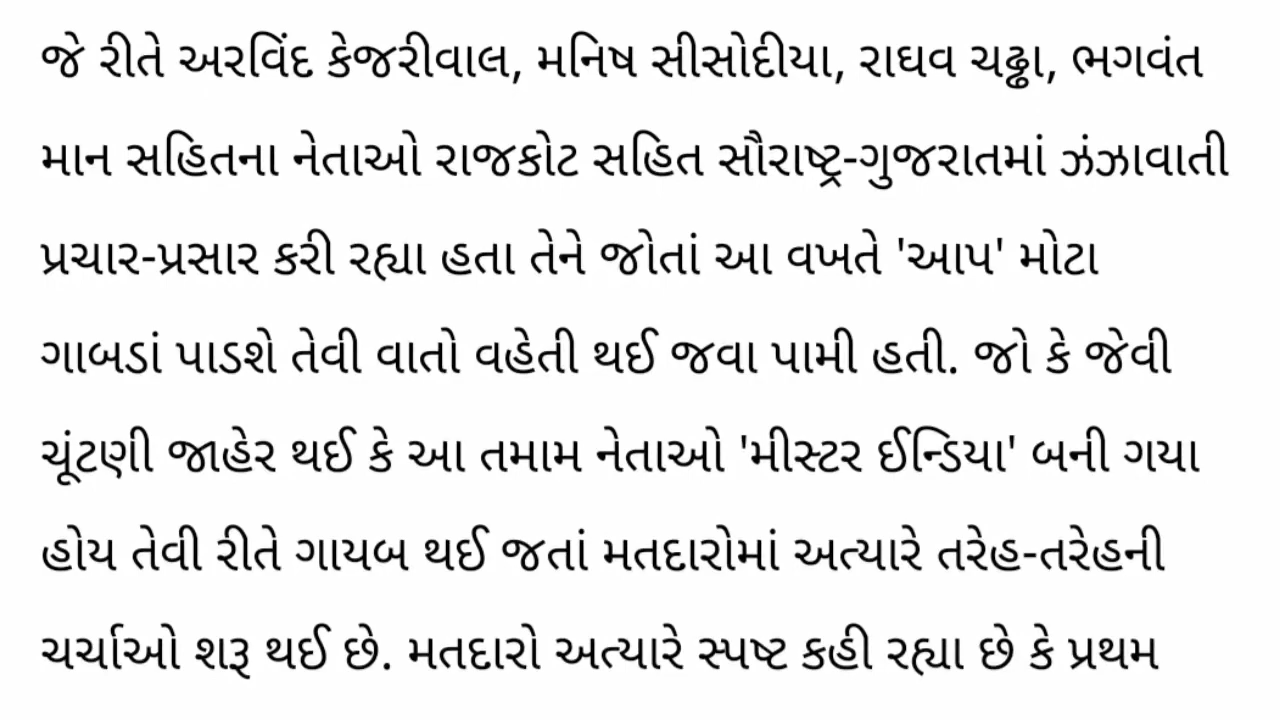 જે રીતે અરવિંદ કેજરીવાલ, મનિષ સીસોદીયા, રાઘવ ચઢ્ઢા, ભગવંત
માન સહિતના નેતાઓ રાજકોટ સહિત સૌરાષ્ટ્ર-ગુજરાતમાં ઝંઝાવાતી
પ્રચાર-પ્રસાર કરી રહ્યા હતા તેને જોતાં આ વખતે 'આપ' મોટા
ગાબડાં પાડશે તેવી વાતો વહેતી થઈ જવા પામી હતી. જો કે જેવી
ચૂંટણી જાહેર થઈ કે આ તમામ નેતાઓ 'મીસ્ટર ઈન્ડિયા' બની ગયા
હોય તેવી રીતે ગાયબ થઈ જતાં મતદારોમાં અત્યારે તરેહ-તરેહની
ચર્ચાઓ શરૂ થઈ છે. મતદારો અત્યારે સ્પષ્ટ કહી રહ્યા છે કે પ્રથમ